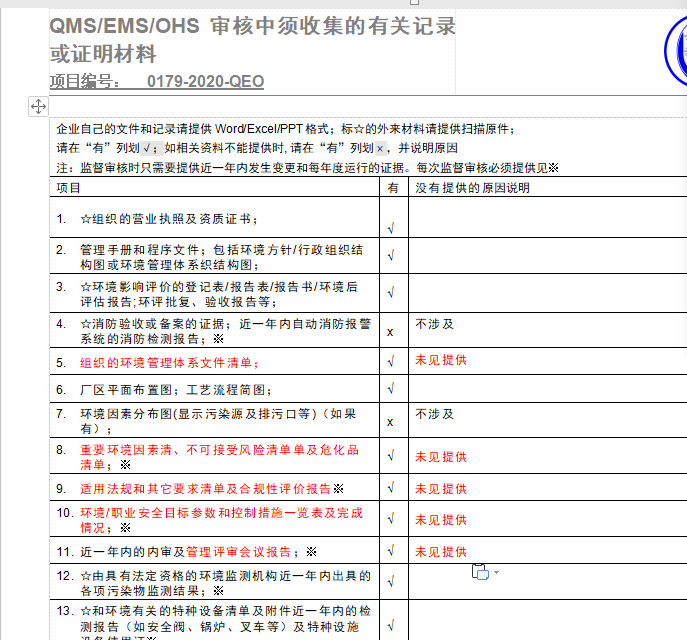 QMS/EMS/OHS 审核中须收集的有关记录
或证明材料
项目编号： 0179-2020-QEO
企业自己的文件和记录请提供 Word/Excel/PPT 格式；标☆的外来材料请提供扫描原件；
请在“有”列划√；如相关资料不能提供时，请在“有”列划x，并说明原因
注：监督审核时只需要提供近一年内发生变更和每年度运行的证据。每次监督审核必须提供见※
项目 有 没有提供的原因说明
1. ☆组织的营业执照及资质证书； √
2. 管理手册和程序文件；包括环境方针/行政组织结
构图或环境管理体系织结构图； √
3. ☆环境影响评价的登记表/报告表/报告书/环境后
评估报告;环评批复、验收报告等； √
4. ☆消防验收或备案的证据；近一年内自动消防报警 不涉及
系统的消防检测报告；※ x
5. 组织的环境管理体系文件清单； √ 未见提供
6. 厂区平面布置图；工艺流程简图； √
7. 环境因素分布图(显示污染源及排污口等)（如果 不涉及
有）； x
8. 重要环境因素清、不可接受风险清单单及危化品
清单；※ √ 未见提供
9. 适用法规和其它要求清单及合规性评价报告※ √ 未见提供
10. 环境/职业安全目标参数和控制措施一览表及完成
情况；※ √ 未见提供
11. 近一年内的内审及管理评审会议报告；※ √ 未见提供
12. ☆由具有法定资格的环境监测机构近一年内出具的
各项污染物监测结果；※ √
13. ☆和环境有关的特种设备清单及附件近一年内的检
测报告（如安全阀、锅炉、叉车等）及特种设施 √